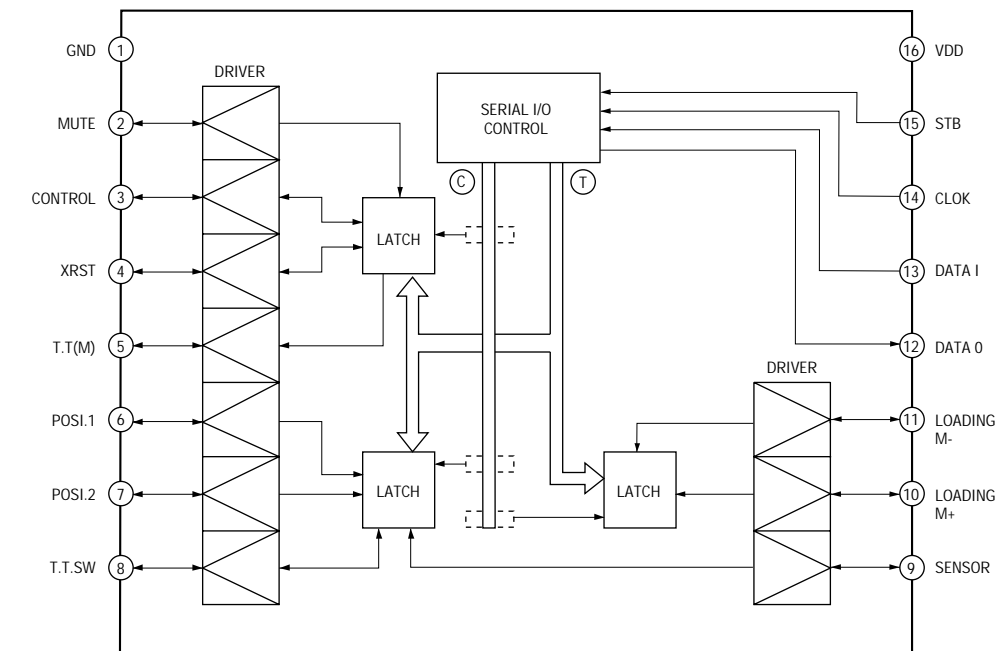 GND 1
16 VDD
DRIVER
MUTE 2
SERIAL I/O
CONTROL
15 STB
C
T
CONTROL 3
14 CLOK
LATCH
XRST 4
13 DATA I
T.T(M) 5
12 DATA 0
DRIVER
POSI.1 6
11 LOADING
M-
POSI.2 7
LATCH
LATCH
10 LOADING
M+
T.T.SW 8
9 SENSOR